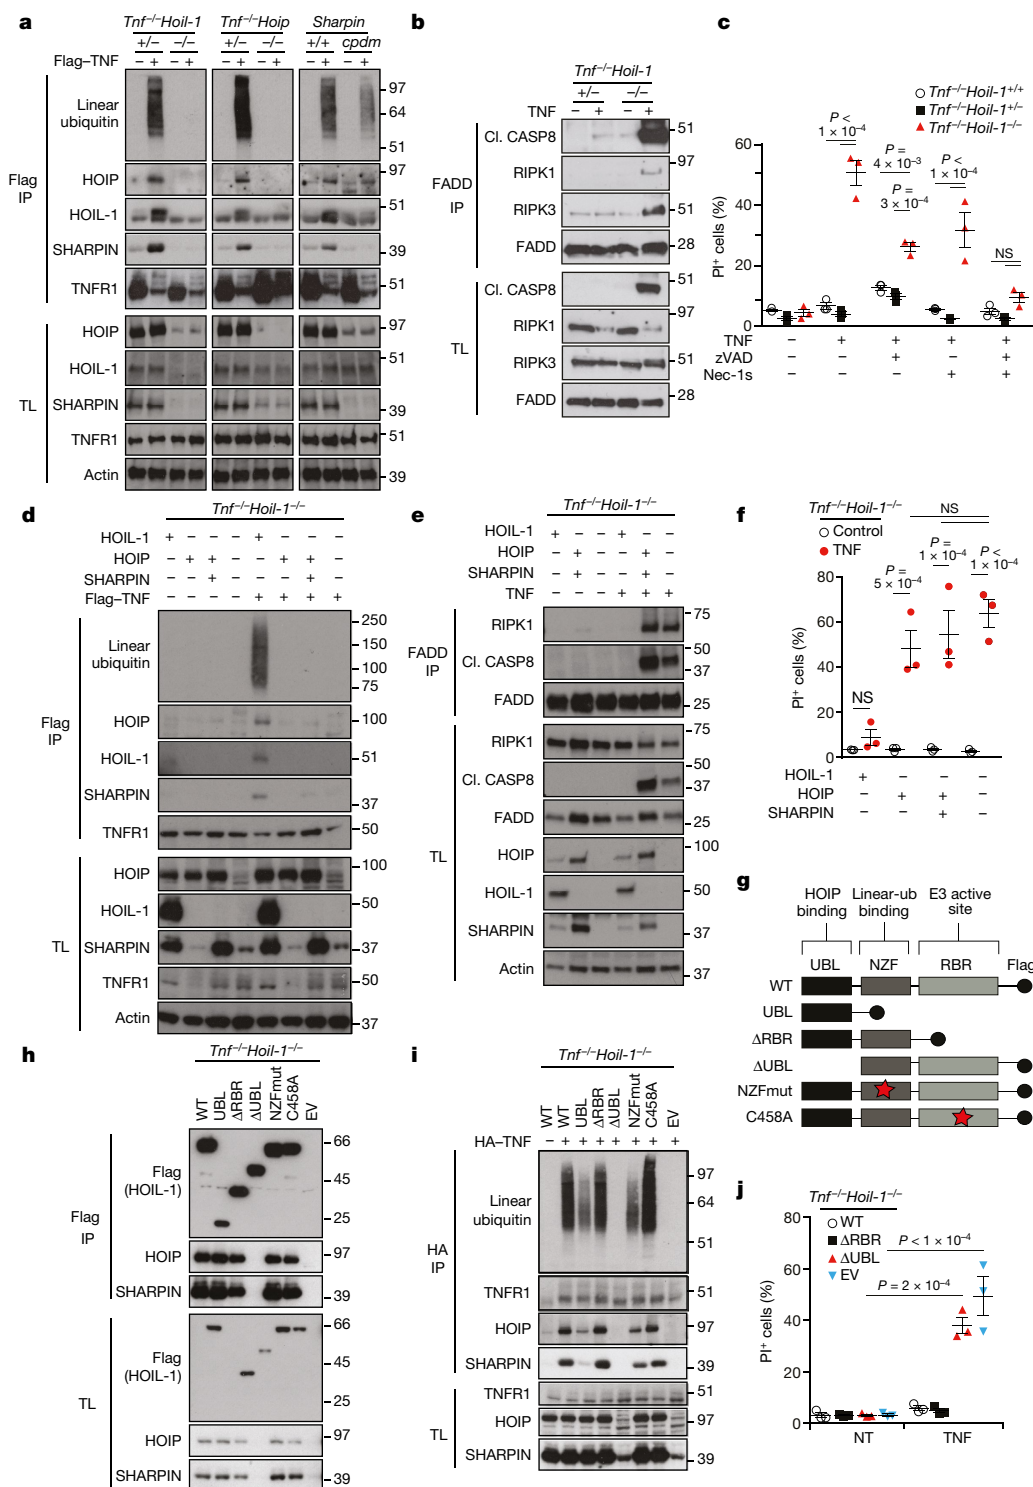 a
Tnf–/–Hoil-1 Tnf–/–Hoip Sharpin
+/– –/– +/– –/– +/+ cpdm
Flag–TNF – + – + – + – + – + – +
Linear ubiquitin
97
64
51
HOIP 97
HOIL-1
SHARPIN 39
TNFR1 51
Flag IP
HOIP 97
HOIL-1 51
SHARPIN 39
TNFR1 51
Actin 39
TL
b
Tnf–/–Hoil-1
+/– –/–
TNF – + – +
Cl. CASP8 51
RIPK1 97
RIPK3 51
FADD 28
FADD IP
Cl. CASP8 51
RIPK1 97
RIPK3 51
FADD 28
TL
c
Tnf–/–Hoil-1+/+
Tnf–/–Hoil-1+/–
Tnf–/–Hoil-1–/–
PI+ cells (%)
60
40
20
0
P < 1 × 10–4
P = 4 × 10–3
P = 3 × 10–4
P < 1 × 10–4
NS
TNF – + + + +
zVAD – – + – +
Nec-1s – – – + +
d
Tnf–/–Hoil-1–/–
HOIL-1 + – – – + – – –
HOIP – + + – – + + –
SHARPIN – – + – – – + –
Flag–TNF – – – – + + + +
Linear ubiquitin
250
150
100
75
HOIP 100
HOIL-1 51
SHARPIN 37
TNFR1 50
Flag IP
HOIP 100
HOIL-1 50
SHARPIN 37
TNFR1 50
Actin 37
TL
e
Tnf–/–Hoil-1–/–
HOIL-1 + – – + – –
HOIP – + – – + –
SHARPIN – + – – + –
TNF – – – + + +
RIPK1 75
Cl. CASP8 50
37
FADD 25
FADD IP
RIPK1 75
Cl. CASP8 50
37
FADD 25
HOIP 100
HOIL-1 50
SHARPIN 37
Actin 37
TL
f
Tnf–/–Hoil-1–/–
Control
TNF
PI+ cells (%)
80
60
40
20
0
NS
P = 5 × 10–4
P = 1 × 10–4
P < 1 × 10–4
NS
HOIL-1 + – – –
HOIP – + + –
SHARPIN – – + –
g
HOIP binding Linear-ub binding E3 active site
UBL NZF RBR Flag
WT
UBL
ΔRBR
ΔUBL
NZFmut
C458A
h
Tnf–/–Hoil-1–/–
WT UBL ΔRBR ΔUBL NZFmut C458A EV
Flag (HOIL-1)
66
45
25
HOIP 97
SHARPIN 39
Flag IP
Flag (HOIL-1)
66
45
25
HOIP 97
SHARPIN 39
TL
i
Tnf–/–Hoil-1–/–
WT WT UBL ΔRBR ΔUBL NZFmut C458A EV
HA–TNF – + + + + + + +
Linear ubiquitin
97
64
51
TNFR1 51
HOIP 97
SHARPIN 39
HA IP
TNFR1 51
HOIP 97
SHARPIN 39
TL
j
Tnf–/–Hoil-1–/–
WT
ΔRBR
ΔUBL
EV
PI+ cells (%)
80
60
40
20
0
P < 1 × 10–4
P = 2 × 10–4
NT TNF